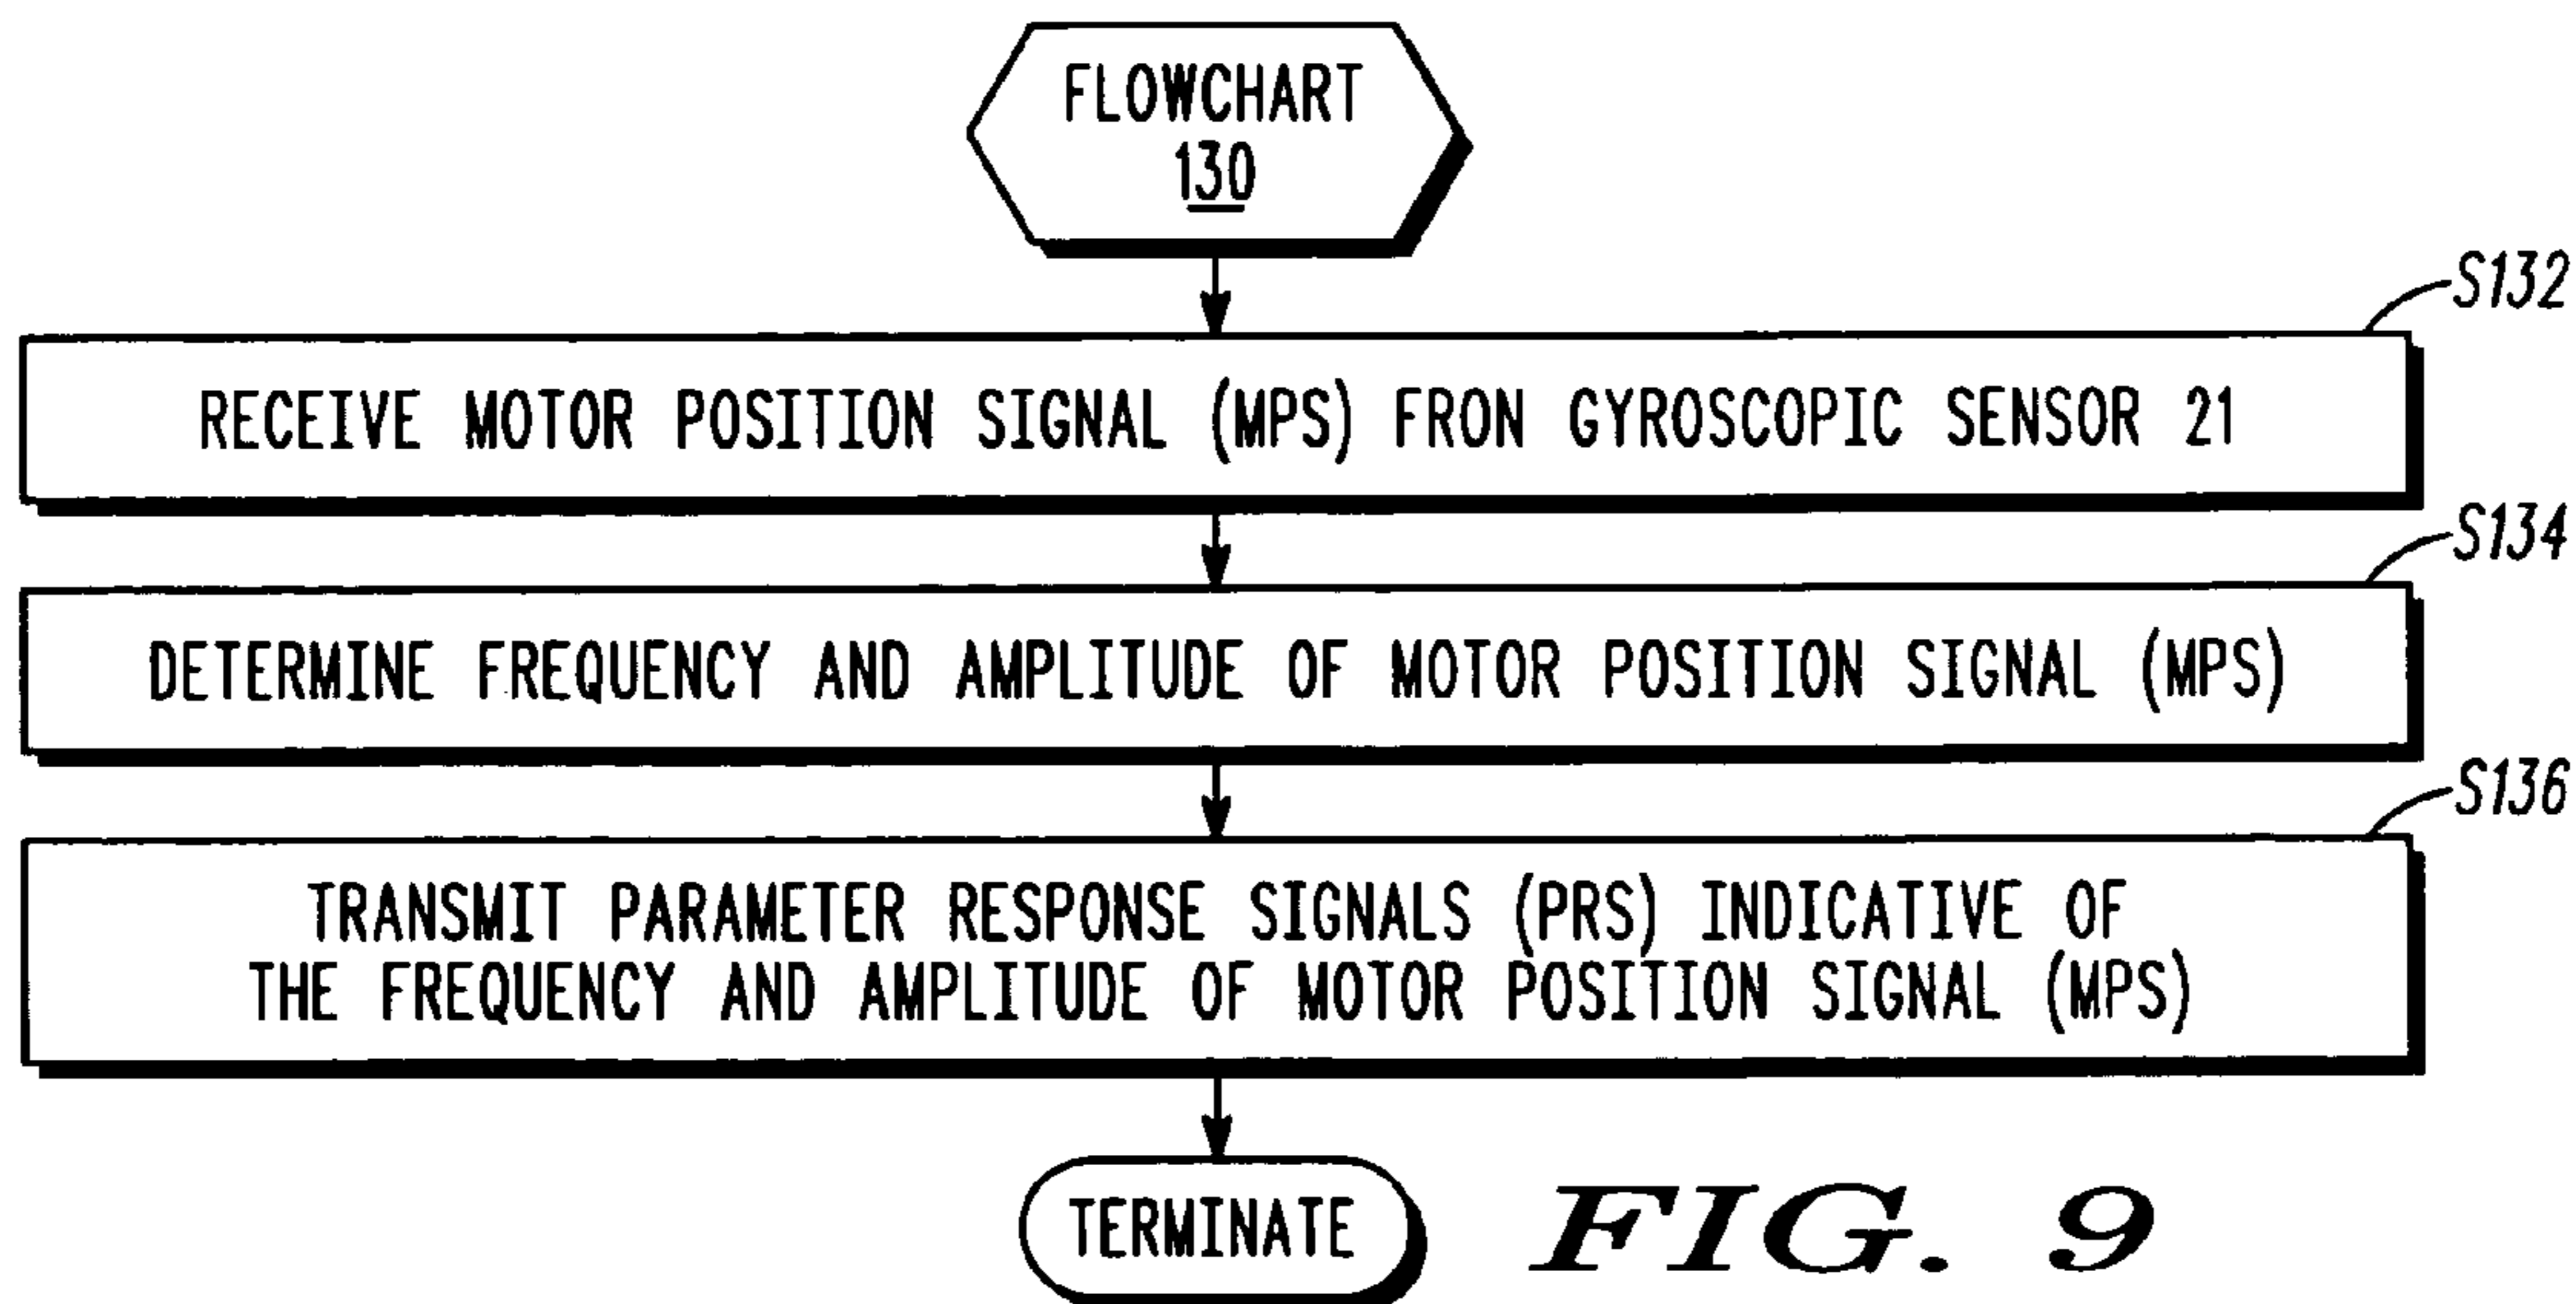 FLOWCHART
130
S132
RECEIVE MOTOR POSITION SIGNAL (MPS) FRON GYROSCOPIC SENSOR 21
S134
DETERMINE FREQUENCY AND AMPLITUDE OF MOTOR POSITION SIGNAL (MPS)
S136
TRANSMIT PARAMETER RESPONSE SIGNALS (PRS) INDICATIVE OF
THE FREQUENCY AND AMPLITUDE OF MOTOR POSITION SIGNAL (MPS)
TERMINATE
FIG. 9